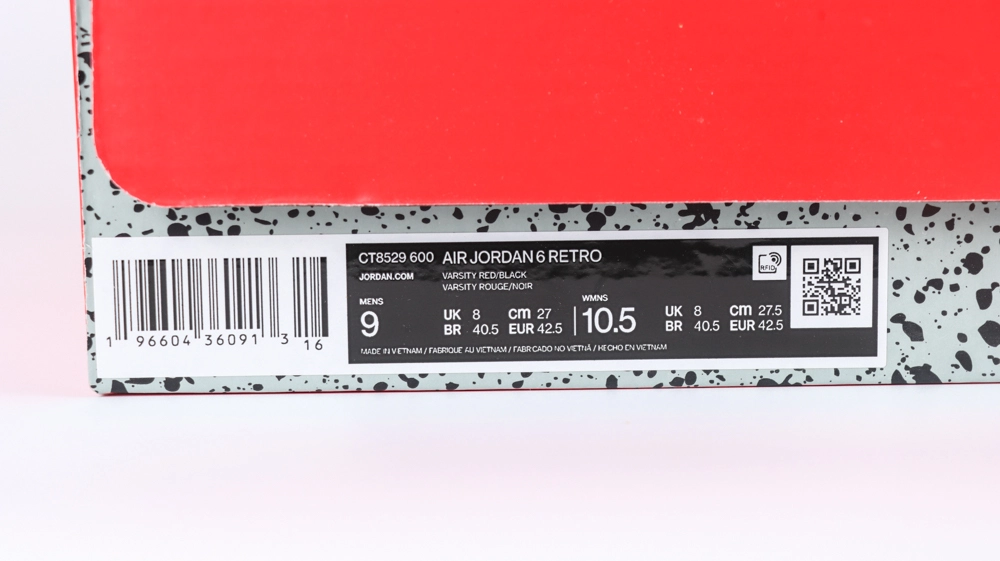 CT8529 600 AIR JORDAN 6 RETRO
JORDAN.COM
VARSITY RED/BLACK
VARSITY ROUGE/NOIR
RFID
MENS
9
UK 8 CM 27
BR 40.5 EUR 42.5
WMNS
10.5
UK 8 CM 27.5
BR 40.5 EUR 42.5
MADE IN VIETNAM / FABRIQUE AU VIETNAM / FABRICADO NO VIETNÃ / HECHO EN VIETNAM
1 96604 36091 3 16